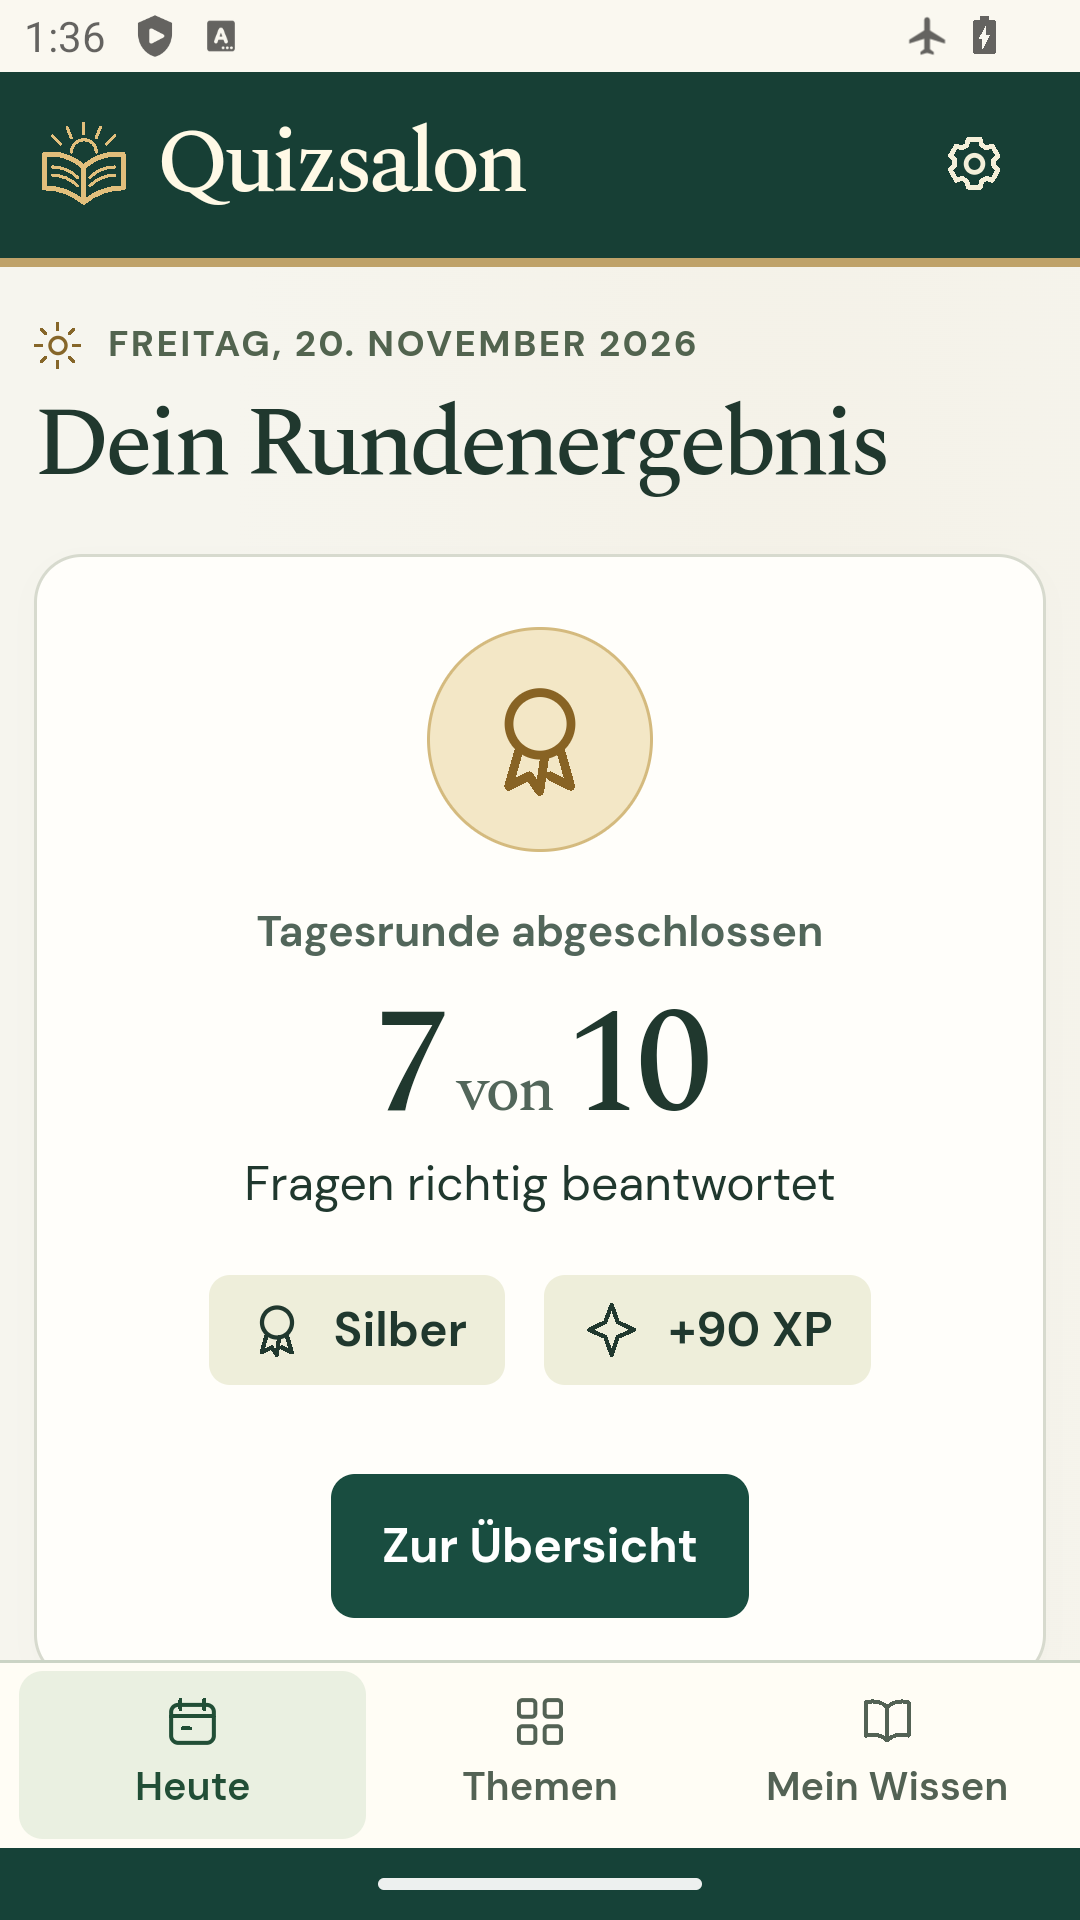 1:36
Quizsalon
FREITAG, 20. NOVEMBER 2026
Dein Rundenergebnis
Tagesrunde abgeschlossen
7 von 10
Fragen richtig beantwortet
Silber
+90 XP
Zur Übersicht
Heute
Themen
Mein Wissen